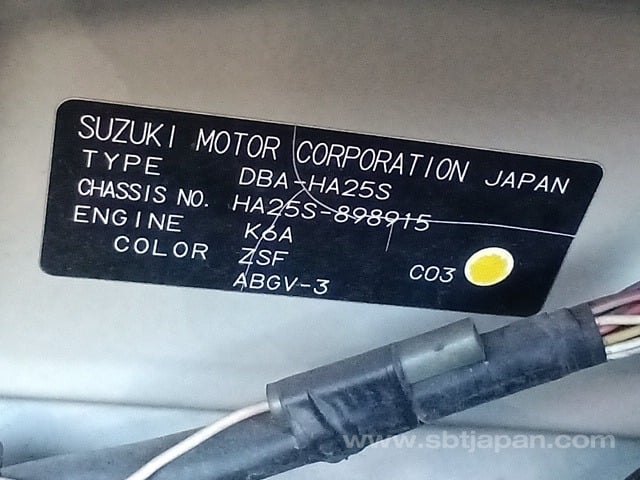 SUZUKI MOTOR CORPORATION JAPAN
TYPE DBA-HA25S
CHASSIS NO. HA25S-898915
ENGINE K6A
COLOR ZSF C03
ABGV-3
www.sbtjapan.com